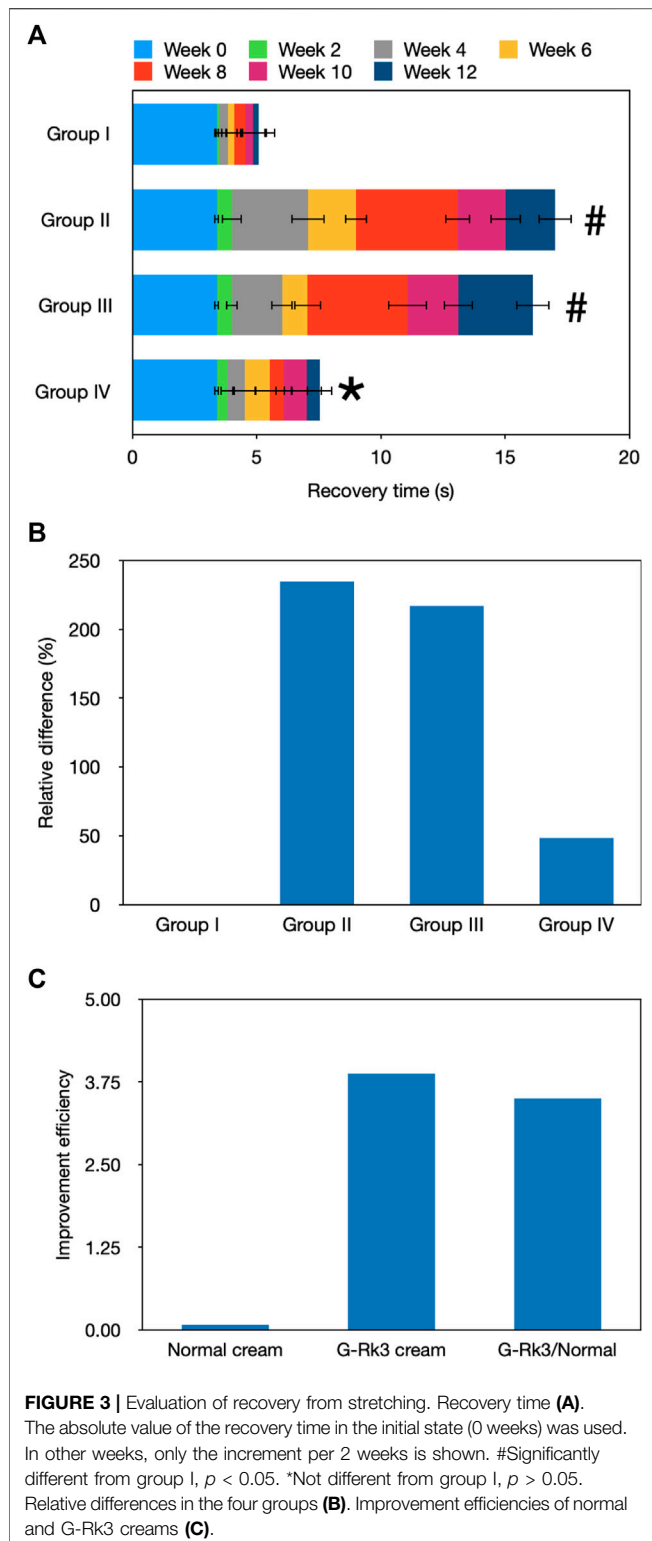 A
Week 0 Week 2 Week 4 Week 6
Week 8 Week 10 Week 12
Group I
Group II #
Group III #
Group IV *
0 5 10 15 20
Recovery time (s)
B
Relative difference (%)
250
200
150
100
50
0
Group I Group II Group III Group IV
C
Improvement efficiency
5.00
3.75
2.50
1.25
0.00
Normal cream G-Rk3 cream G-Rk3/Normal
FIGURE 3 | Evaluation of recovery from stretching. Recovery time (A).
The absolute value of the recovery time in the initial state (0 weeks) was used.
In other weeks, only the increment per 2 weeks is shown. #Significantly
different from group I, p < 0.05. *Not different from group I, p > 0.05.
Relative differences in the four groups (B). Improvement efficiencies of normal
and G-Rk3 creams (C).